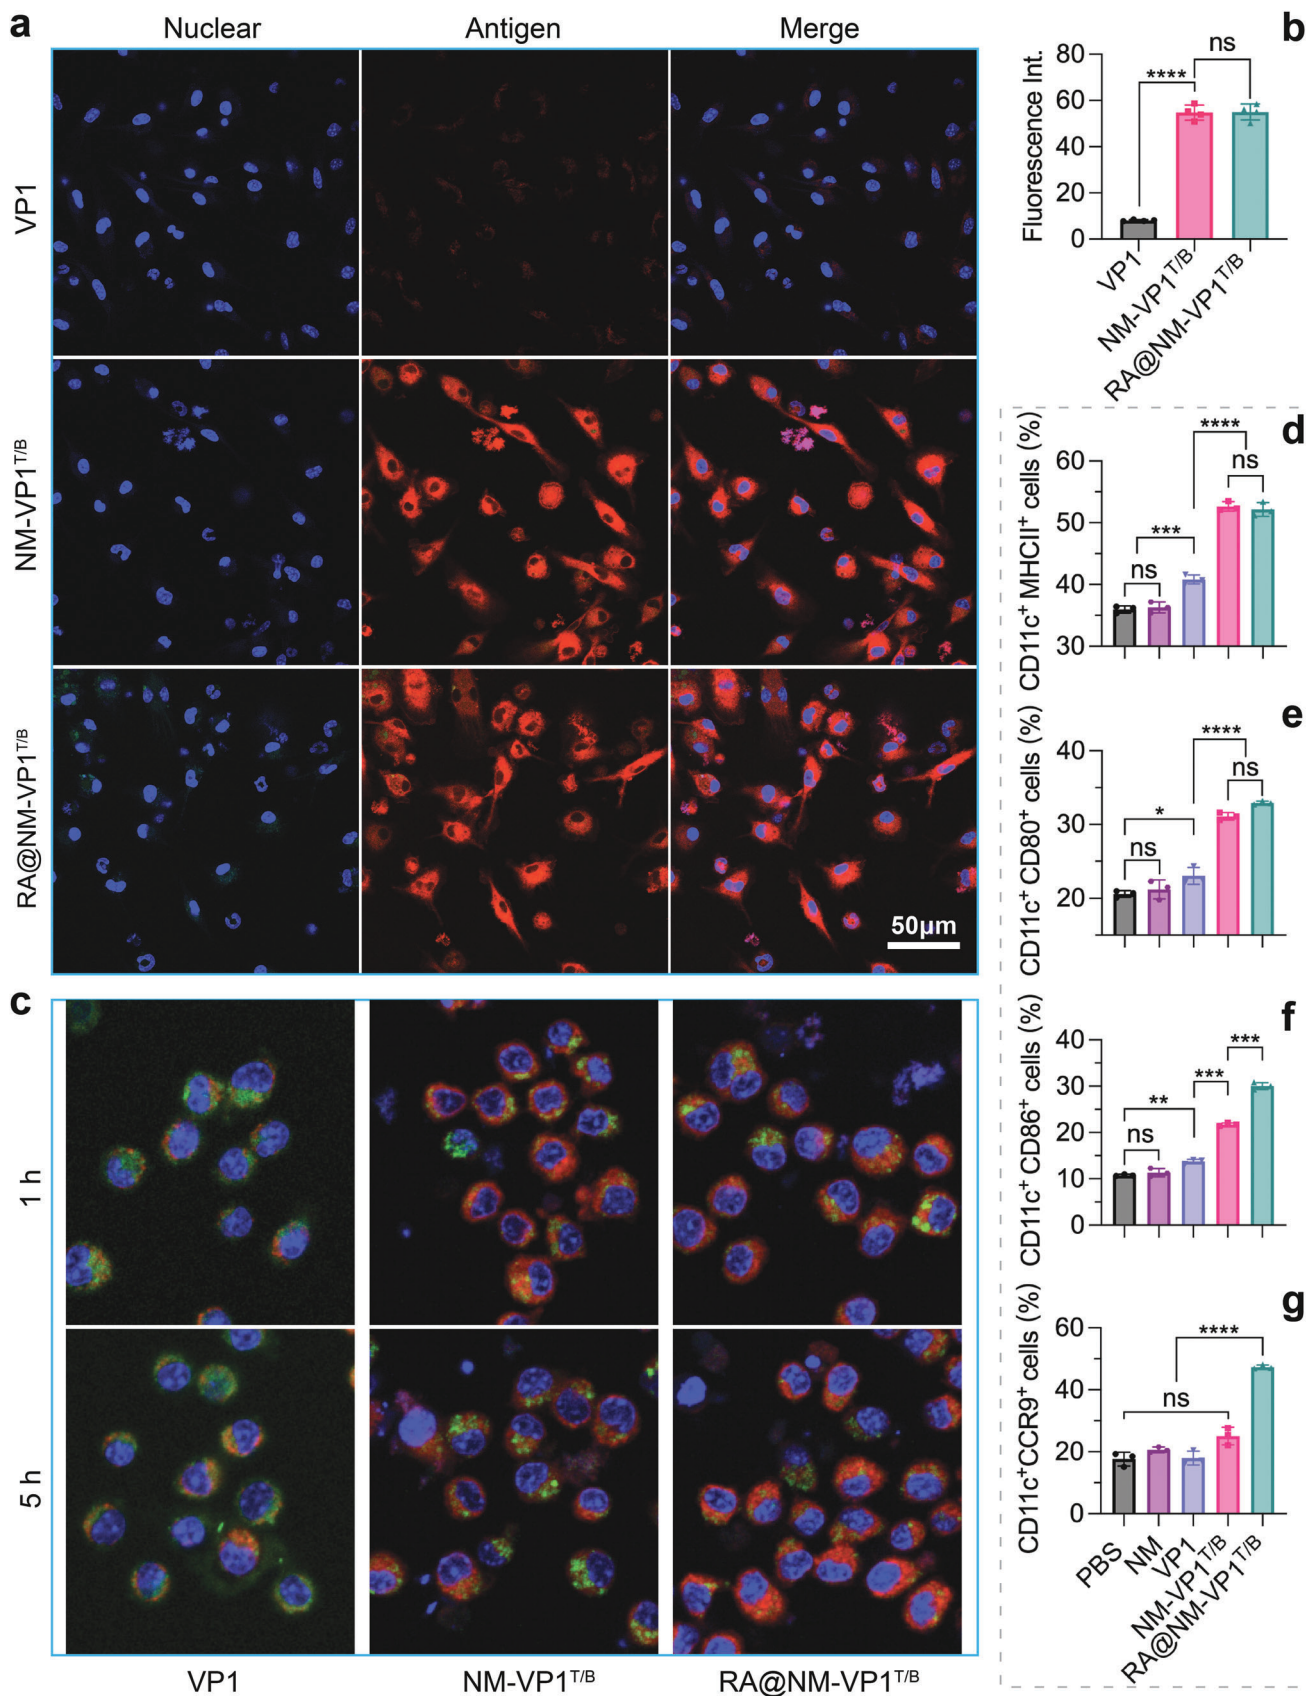 a
Nuclear Antigen Merge
VP1
NM-VP1T/B
RA@NM-VP1T/B
50μm
b
Fluorescence Int.
80
60
40
20
0
****
ns
VP1
NM-VP1T/B
RA@NM-VP1T/B
c
1 h
5 h
VP1 NM-VP1T/B RA@NM-VP1T/B
d
CD11c+ MHCII+ cells (%)
60
50
40
30
ns
***
****
ns
e
CD11c+ CD80+ cells (%)
40
30
20
ns
*
****
ns
f
CD11c+ CD86+ cells (%)
40
30
20
10
0
ns
**
***
***
g
CD11c+CCR9+ cells (%)
60
40
20
0
ns
****
PBS
NM
VP1
NM-VP1T/B
RA@NM-VP1T/B